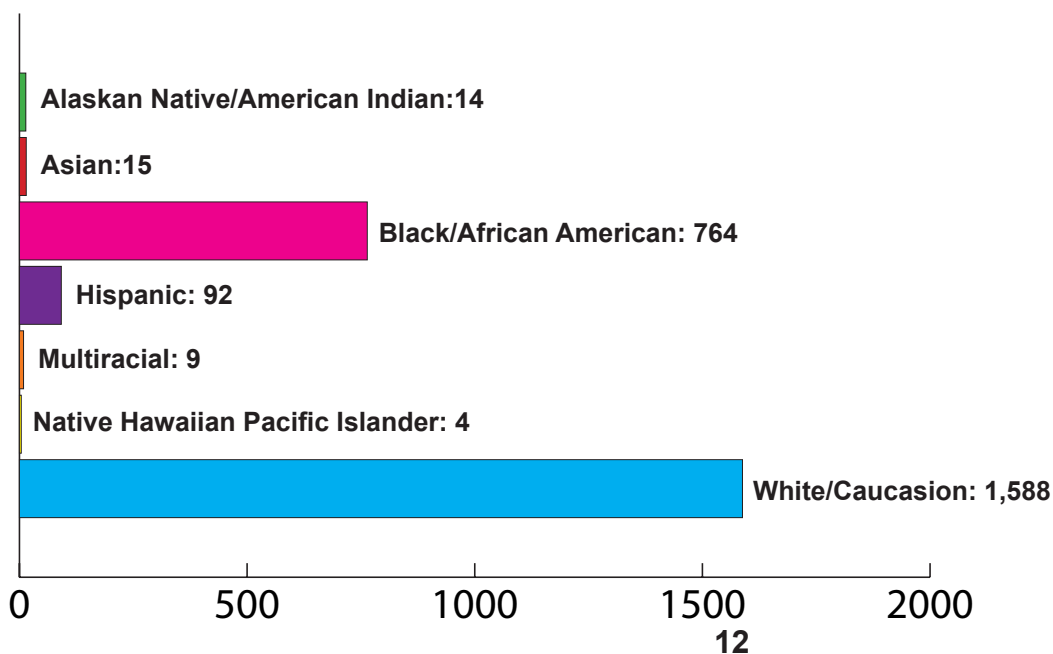 Alaskan Native/American Indian:14
Asian:15
Black/African American: 764
Hispanic: 92
Multiracial: 9
Native Hawaiian Pacific Islander: 4
White/Caucasion: 1,588
0 500 1000 1500 2000
12